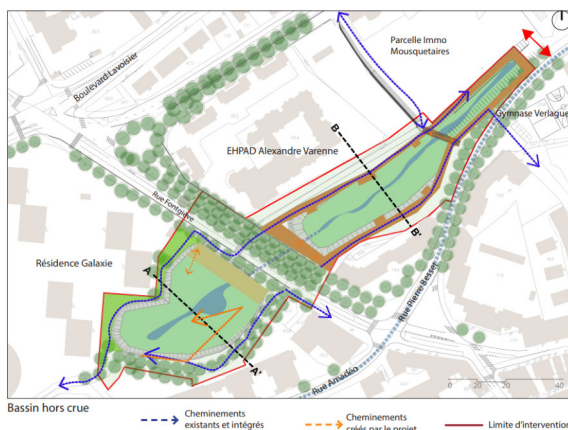 Parcelle Immo
Mousquetaires
Boulevard Lavoisier
Gymnase Verlaguet
EHPAD Alexandre Varenne
B
B'
Rue Fontgiève
Résidence Galaxie
A
A'
Rue Pierre Besset
Rue Amadéo
0 20 40
Bassin hors crue
Cheminements
existants et intégrés
Cheminements
créés par le projet
Limite d'intervention